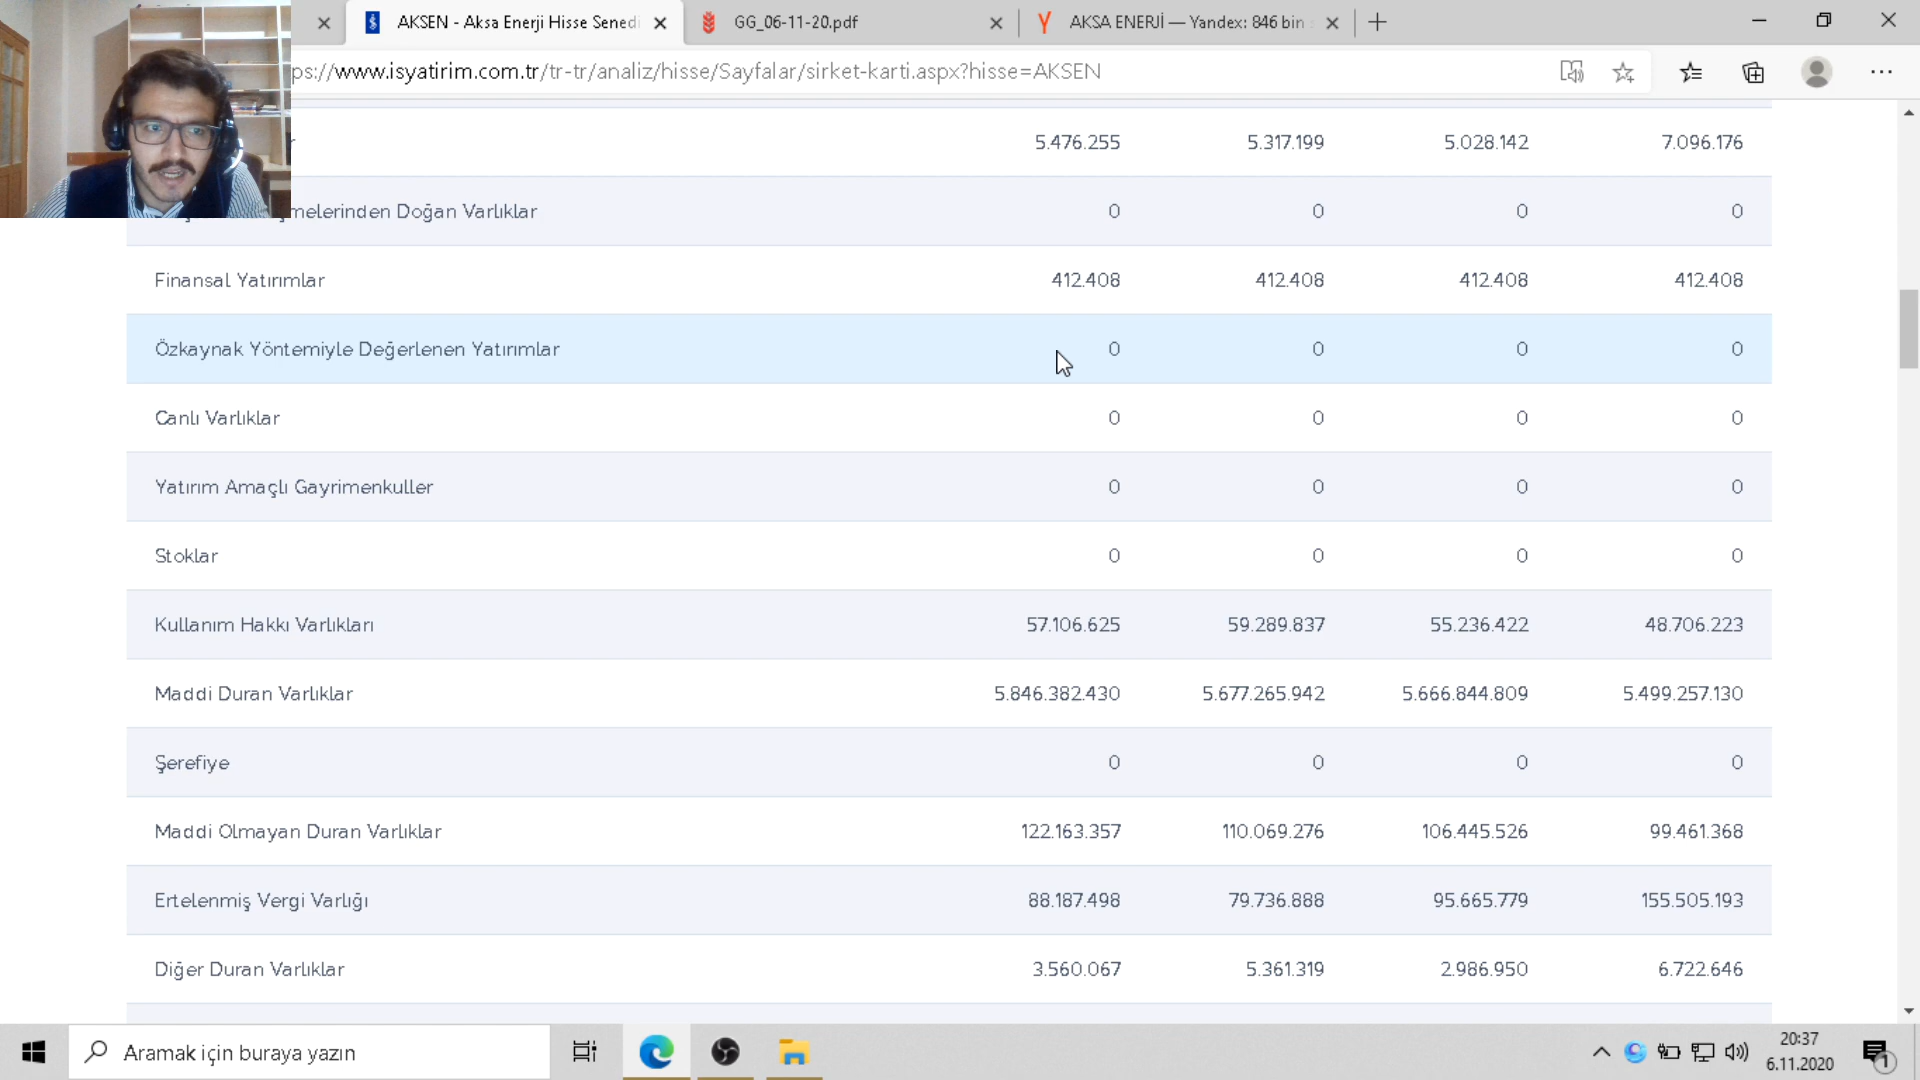 AKSEN - Aksa Enerji Hisse Senedi
GG_06-11-20.pdf
AKSA ENERJİ — Yandex: 846 bin
ps://www.isyatirim.com.tr/tr-tr/analiz/hisse/Sayfalar/sirket-karti.aspx?hisse=AKSEN
5.476.255 5.317.199 5.028.142 7.096.176
Doğan Varlıklar 0 0 0 0
Finansal Yatırımlar 412.408 412.408 412.408 412.408
Özkaynak Yöntemiyle Değerlenen Yatırımlar 0 0 0 0
Canlı Varlıklar 0 0 0 0
Yatırım Amaçlı Gayrimenkuller 0 0 0 0
Stoklar 0 0 0 0
Kullanım Hakkı Varlıkları 57.106.625 59.289.837 55.236.422 48.706.223
Maddi Duran Varlıklar 5.846.382.430 5.677.265.942 5.666.844.809 5.499.257.130
Şerefiye 0 0 0 0
Maddi Olmayan Duran Varlıklar 122.163.357 110.069.276 106.445.526 99.461.368
Ertelenmiş Vergi Varlığı 88.187.498 79.736.888 95.665.779 155.505.193
Diğer Duran Varlıklar 3.560.067 5.361.319 2.986.950 6.722.646
Aramak için buraya yazın
20:37
6.11.2020
1